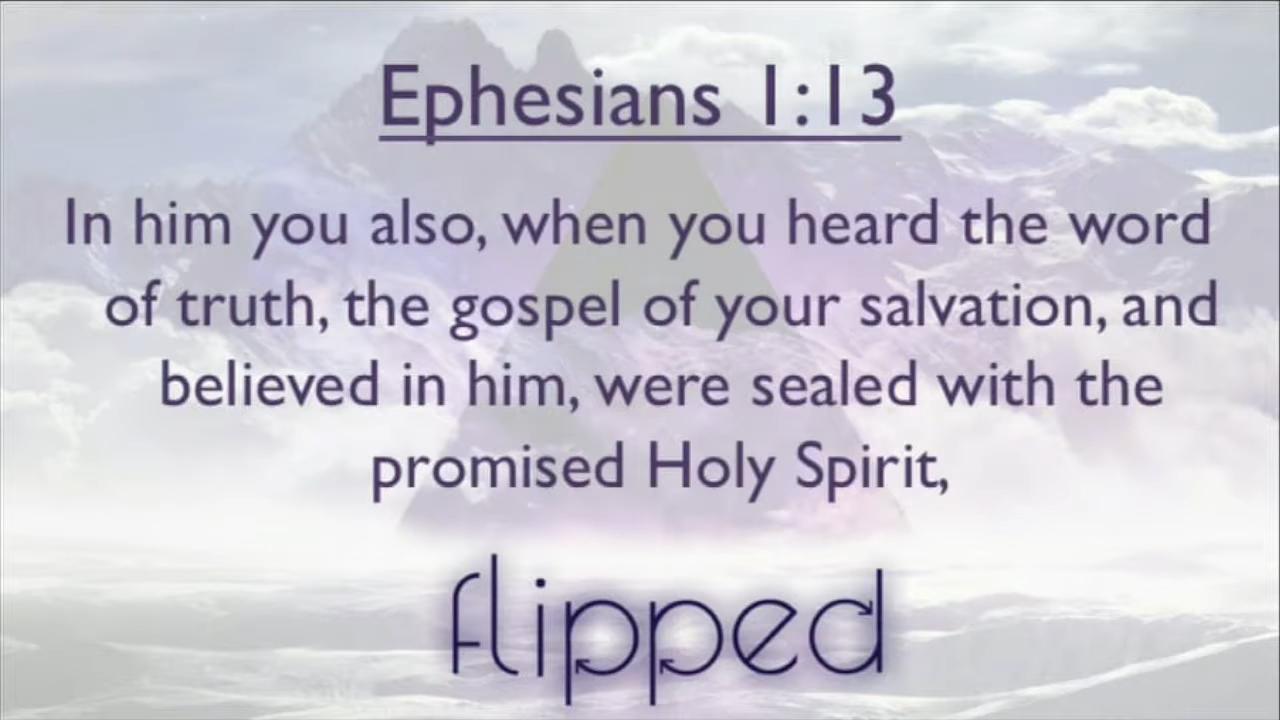 Ephesians 1:13
In him you also, when you heard the word
of truth, the gospel of your salvation, and
believed in him, were sealed with the
promised Holy Spirit,
flipped